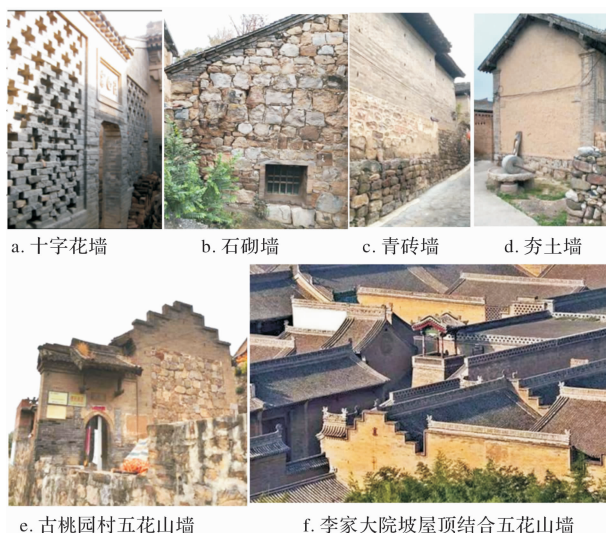 a. 十字花墙
b. 石砌墙
c. 青砖墙
d. 夯土墙
e. 古桃园村五花山墙
f. 李家大院坡屋顶结合五花山墙